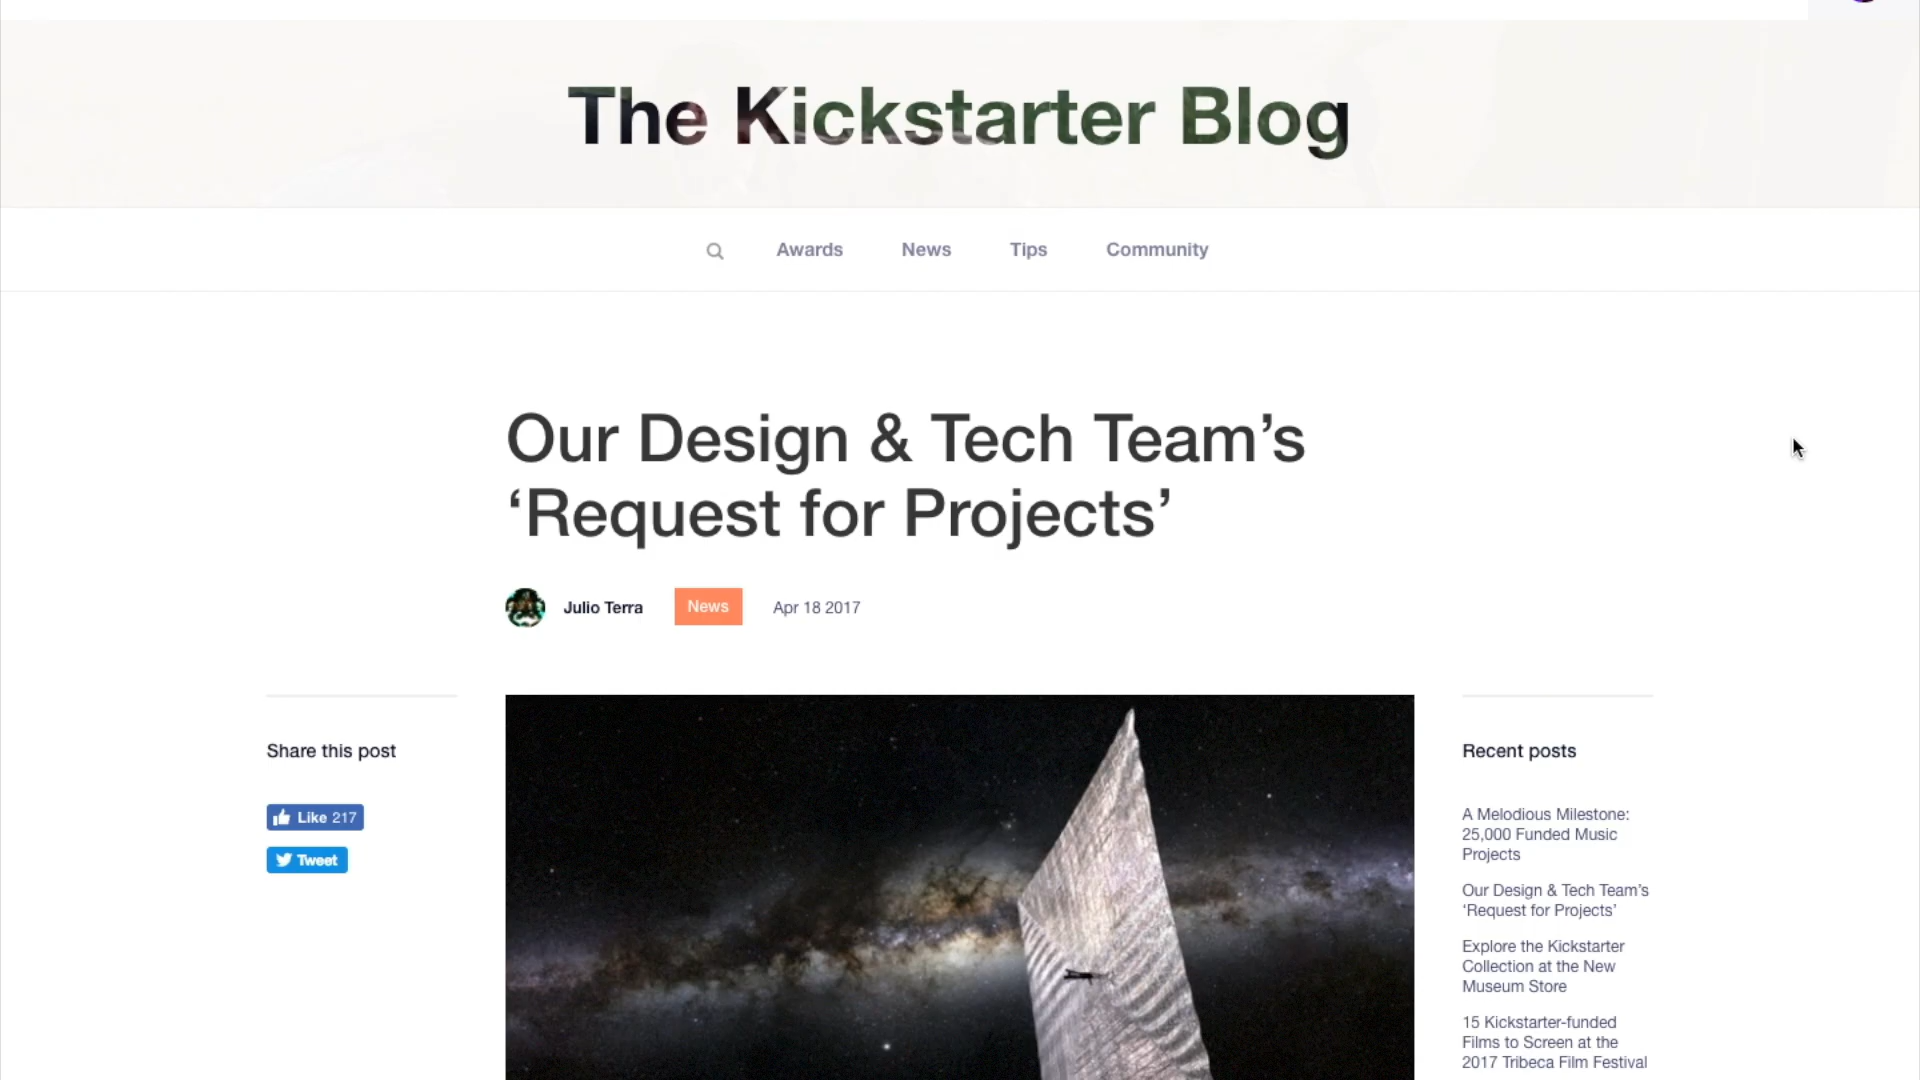 The Kickstarter Blog
Awards
News
Tips
Community
Our Design & Tech Team’s
‘Request for Projects’
Julio Terra
News
Apr 18 2017
Share this post
Like 217
Tweet
Recent posts
A Melodious Milestone:
25,000 Funded Music
Projects
Our Design & Tech Team’s
‘Request for Projects’
Explore the Kickstarter
Collection at the New
Museum Store
15 Kickstarter-funded
Films to Screen at the
2017 Tribeca Film Festival